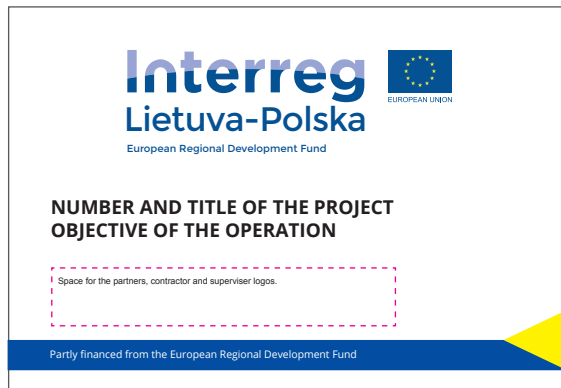 Interreg
EUROPEAN UNION
Lietuva-Polska
European Regional Development Fund
NUMBER AND TITLE OF THE PROJECT
OBJECTIVE OF THE OPERATION
Space for the partners, contractor and superviser logos.
Partly financed from the European Regional Development Fund